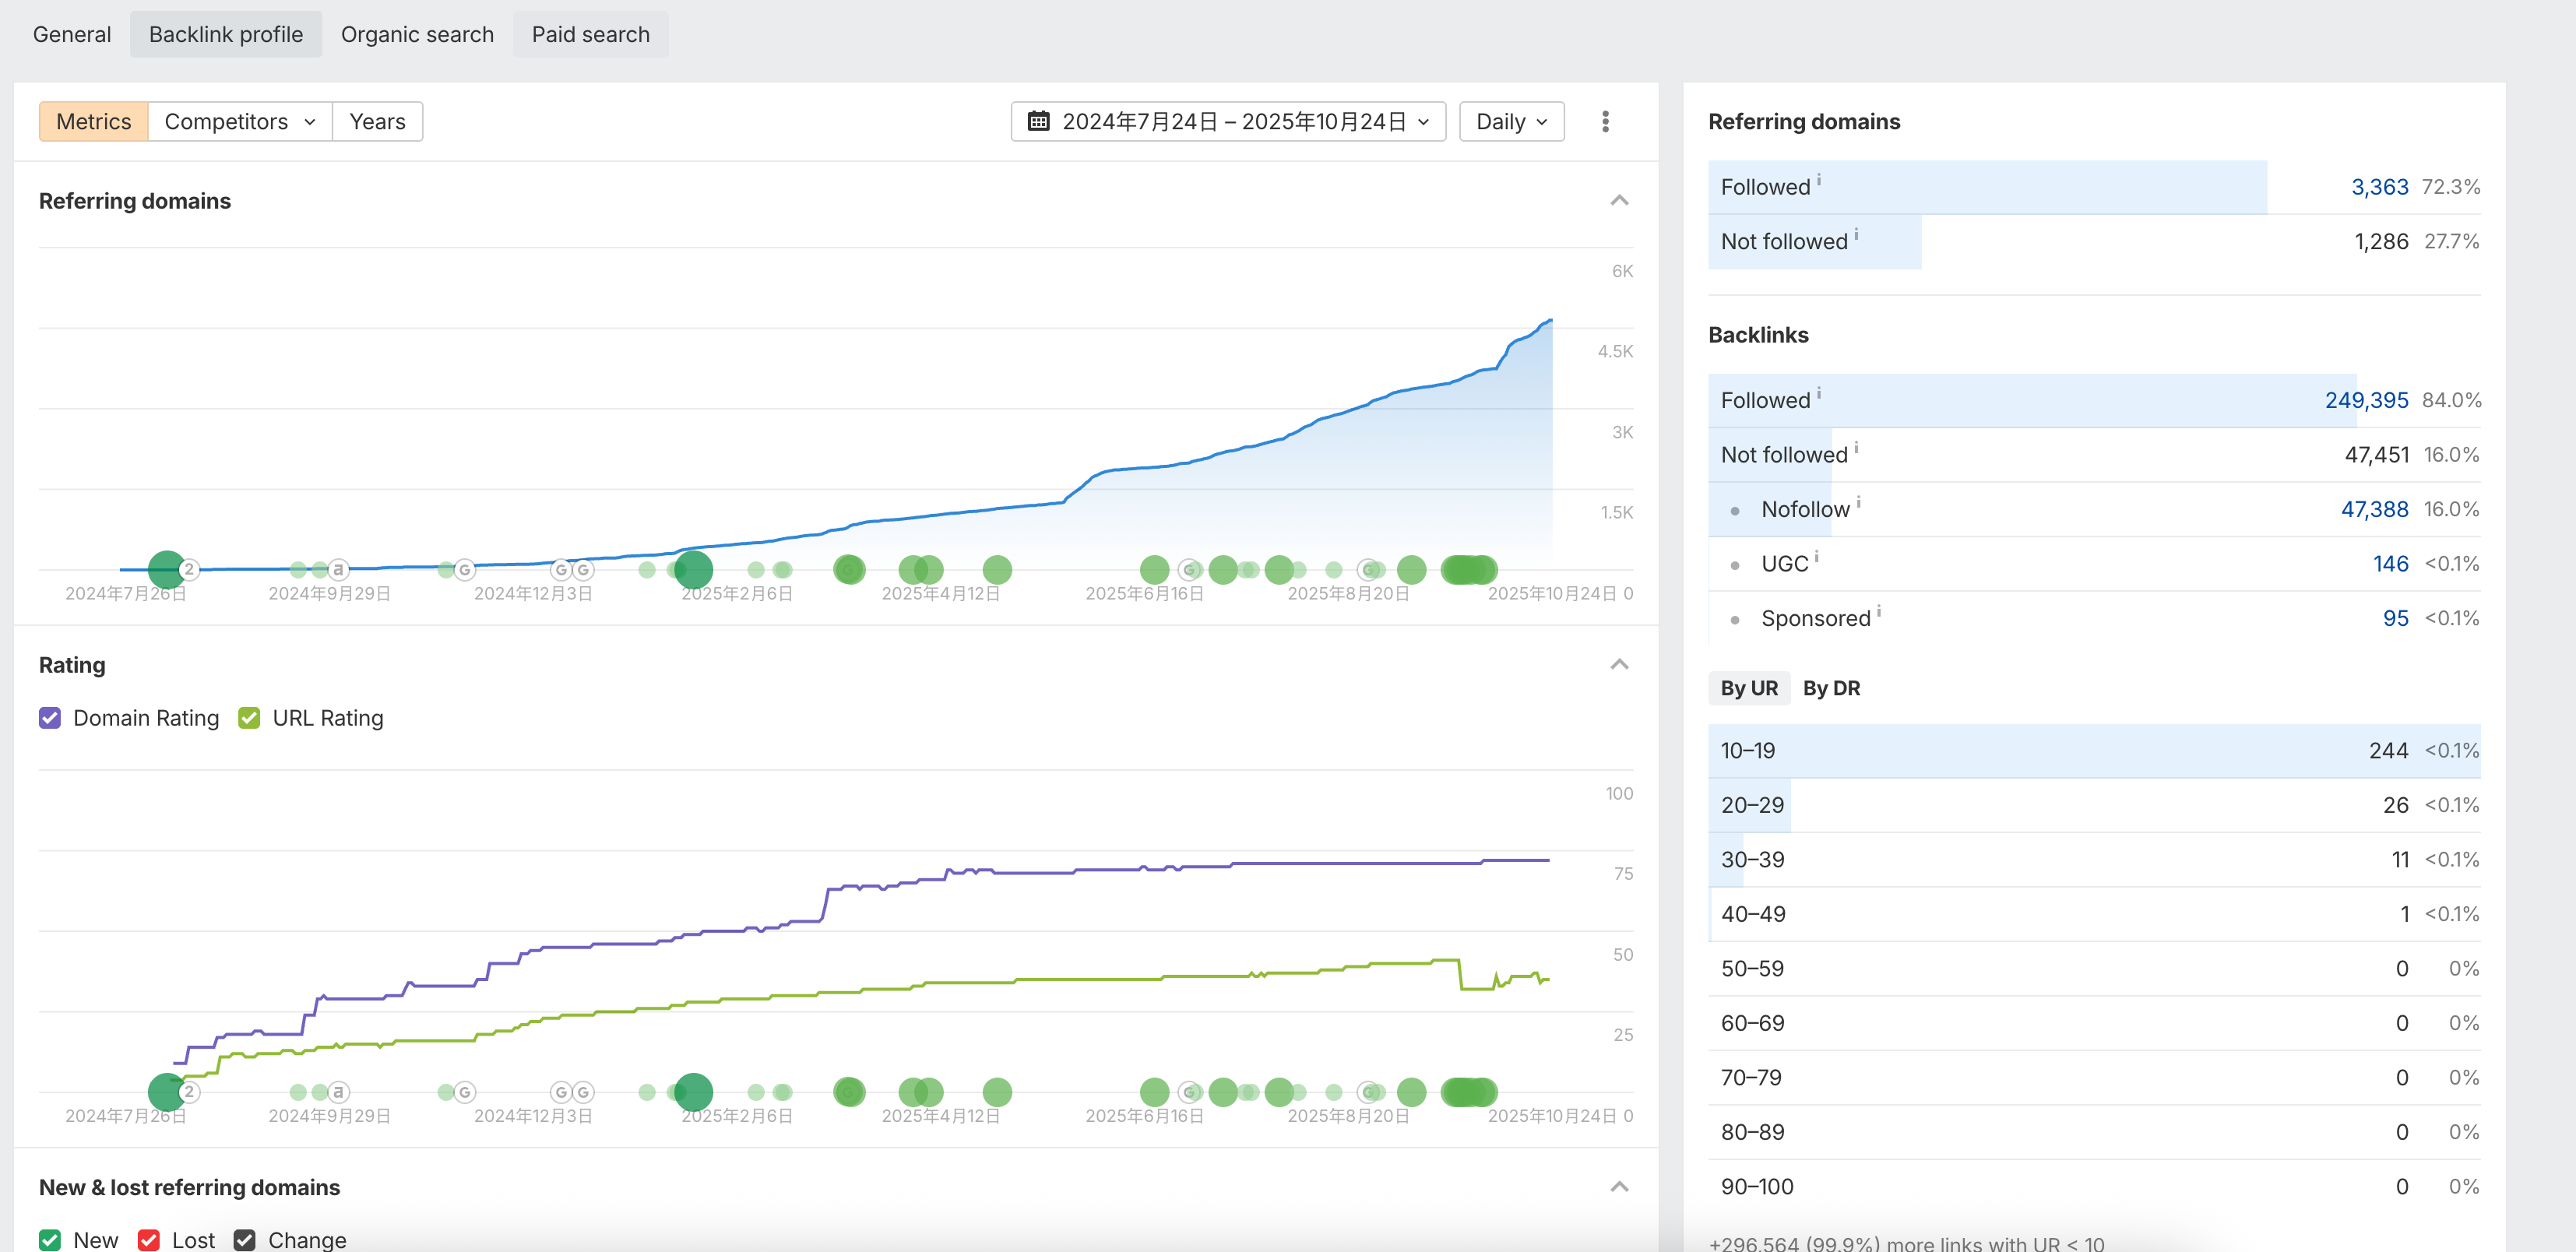 General Backlink profile Organic search Paid search
Metrics Competitors Years 2024年7月24日 – 2025年10月24日 Daily
Referring domains
6K
4.5K
3K
1.5K
2 a G G G G G G
2024年7月26日 2024年9月29日 2024年12月3日 2025年2月6日 2025年4月12日 2025年6月16日 2025年8月20日 2025年10月24日 0
Rating
Domain Rating URL Rating
100
75
50
25
2 a G G G G G G
2024年7月26日 2024年9月29日 2024年12月3日 2025年2月6日 2025年4月12日 2025年6月16日 2025年8月20日 2025年10月24日 0
New & lost referring domains
New Lost Change
Referring domains
Followed i 3,363 72.3%
Not followed i 1,286 27.7%
Backlinks
Followed i 249,395 84.0%
Not followed i 47,451 16.0%
Nofollow i 47,388 16.0%
UGC i 146 <0.1%
Sponsored i 95 <0.1%
By UR By DR
10–19 244 <0.1%
20–29 26 <0.1%
30–39 11 <0.1%
40–49 1 <0.1%
50–59 0 0%
60–69 0 0%
70–79 0 0%
80–89 0 0%
90–100 0 0%
+296,564 (99.9%) more links with UR < 10